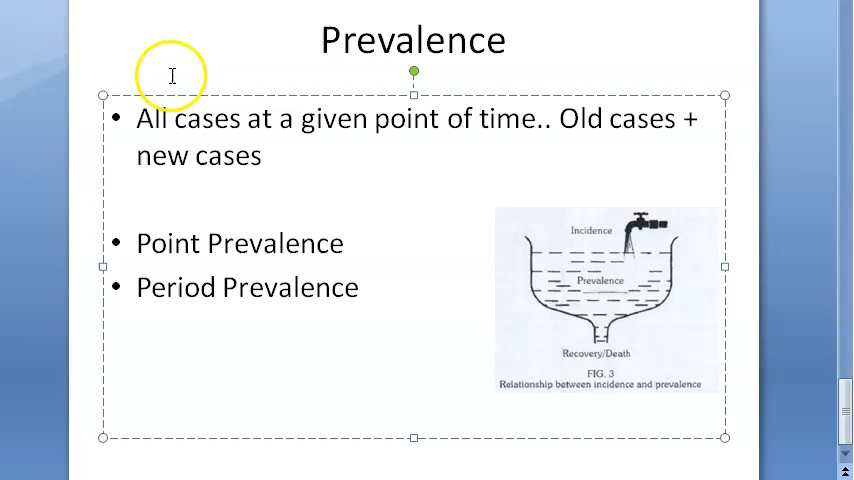 Prevalence
• All cases at a given point of time.. Old cases +
new cases
• Point Prevalence
• Period Prevalence
Incidence
Prevalence
Recovery/Death
FIG. 3
Relationship between incidence and prevalence